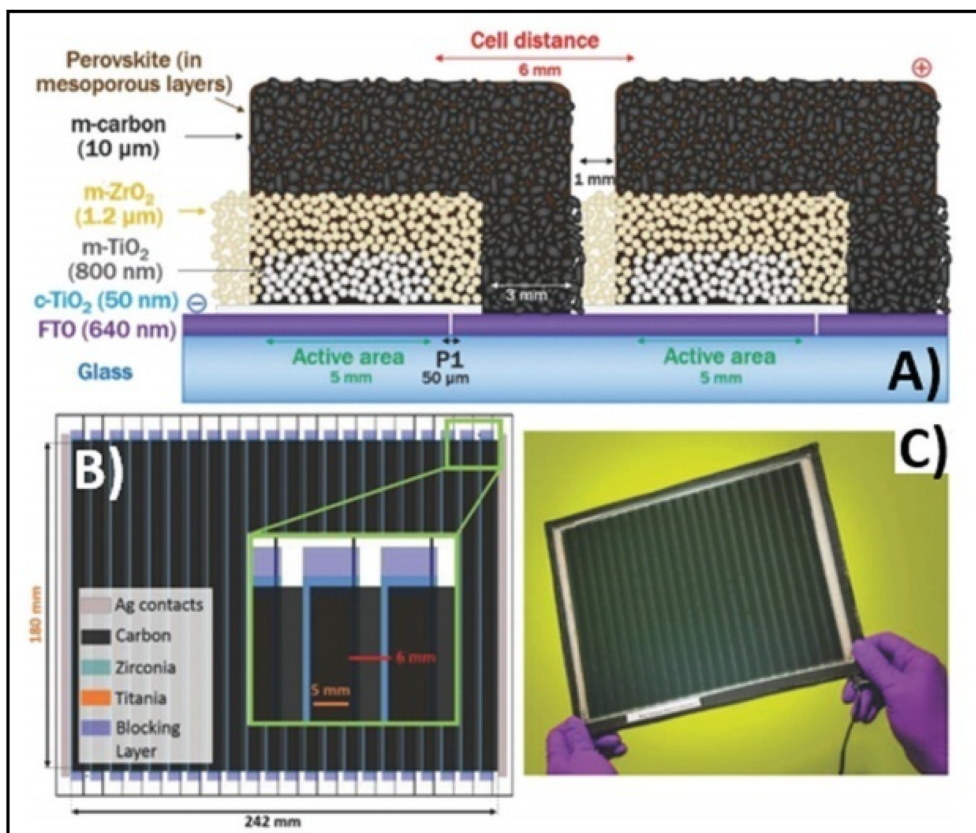 Cell distance
6 mm
Perovskite (in
mesoporous layers)
m-carbon
(10 µm)
1 mm
m-ZrO2
(1.2 µm)
m-TiO2
(800 nm)
3 mm
c-TiO2 (50 nm)
FTO (640 nm)
Active area
5 mm
P1
50 µm
Active area
5 mm
Glass
A)
B)
180 mm
Ag contacts
Carbon
Zirconia
Titania
Blocking
Layer
6 mm
5 mm
242 mm
C)